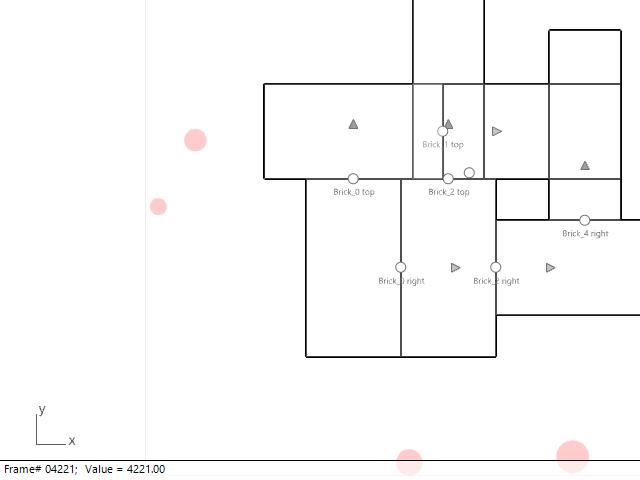 Brick_1 top
Brick_0 top
Brick_2 top
Brick_4 right
Brick_0 right
Brick_2 right
y
x
Frame# 04221; Value = 4221.00